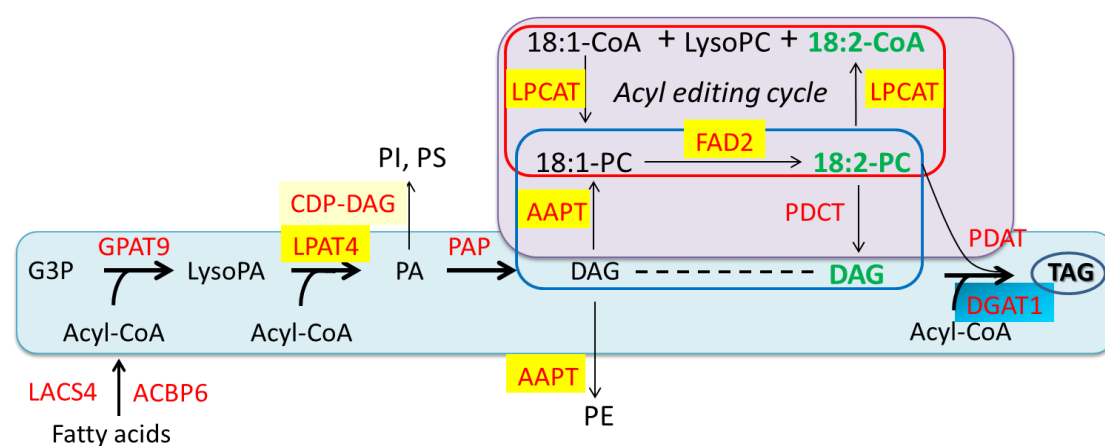 18:1-CoA + LysoPC + 18:2-CoA
LPCAT Acyl editing cycle LPCAT
FAD2
PI, PS 18:1-PC 18:2-PC
CDP-DAG AAPT PDCT
GPAT9 LPAT4 PAP PDAT
G3P LysoPA PA DAG DAG TAG
DGAT1
Acyl-CoA Acyl-CoA Acyl-CoA
LACS4 ACBP6 AAPT
PE
Fatty acids